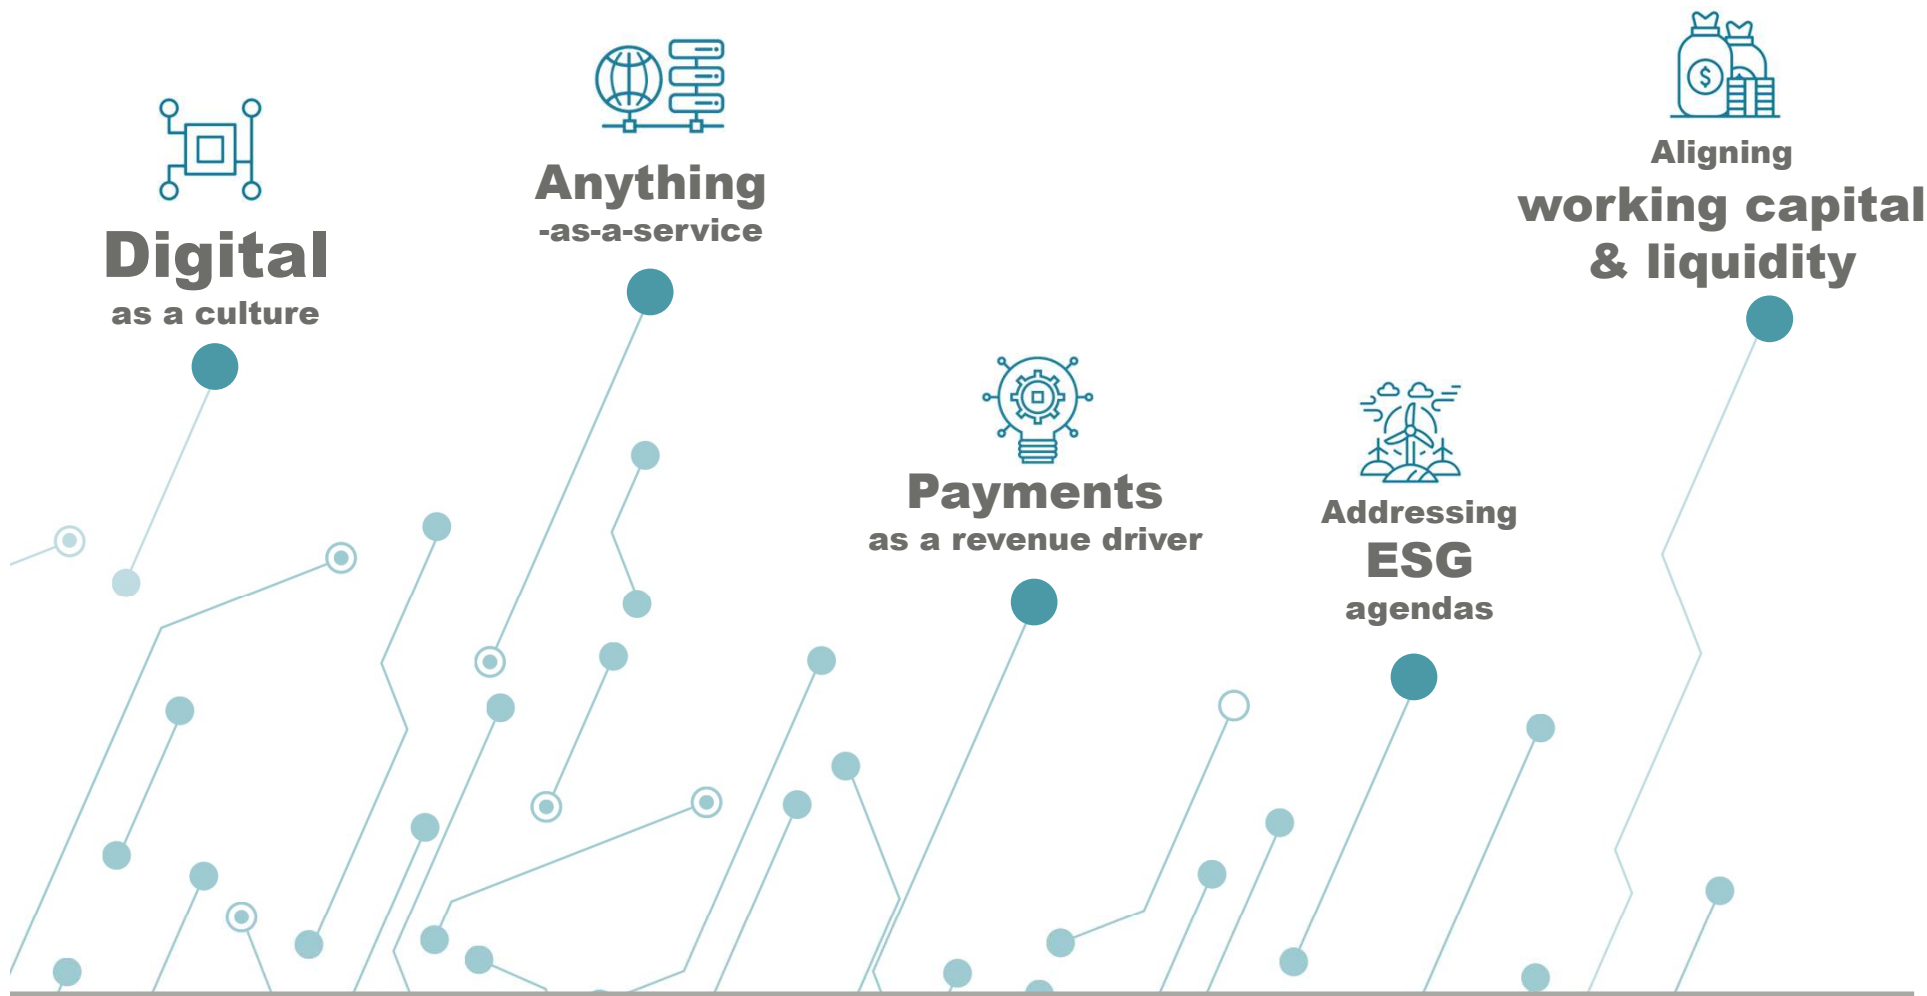 Digital
as a culture
Anything
-as-a-service
Payments
as a revenue driver
Addressing
ESG
agendas
$
Aligning
working capital
& liquidity